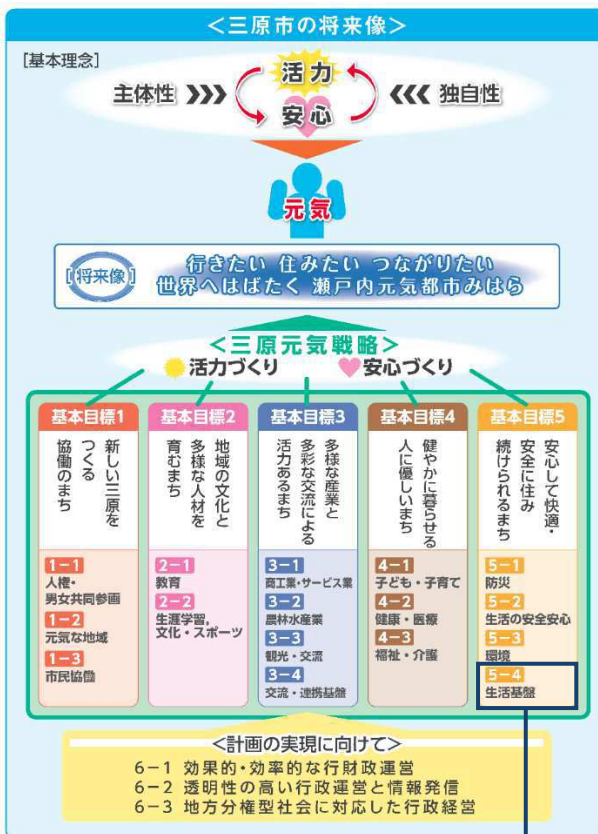 ＜三原市の将来像＞
[基本理念]
活力
主体性 》》》
《《《 独自性
安心
元気
[将来像]
行きたい 住みたい つながりたい
世界へはばたく 瀬戸内元気都市みはら
＜三原元気戦略＞
活力づくり 安心づくり
基本目標1
新しい三原を
つくる
協働のまち
1-1
人権・
男女共同参画
1-2
元気な地域
1-3
市民協働
基本目標2
地域の文化と
多様な人材を
育むまち
2-1
教育
2-2
生涯学習,
文化・スポーツ
基本目標3
多様な産業と
多彩な交流による
活力あるまち
3-1
商工業・サービス業
3-2
農林水産業
3-3
観光・交流
3-4
交流・連携基盤
基本目標4
健やかに暮らせる
人に優しいまち
4-1
子ども・子育て
4-2
健康・医療
4-3
福祉・介護
基本目標5
安心して快適・
安全に住み
続けられるまち
5-1
防災
5-2
生活の安全安心
5-3
環境
5-4
生活基盤
＜計画の実現に向けて＞
6-1 効果的・効率的な行財政運営
6-2 透明性の高い行政運営と情報発信
6-3 地方分権型社会に対応した行政経営